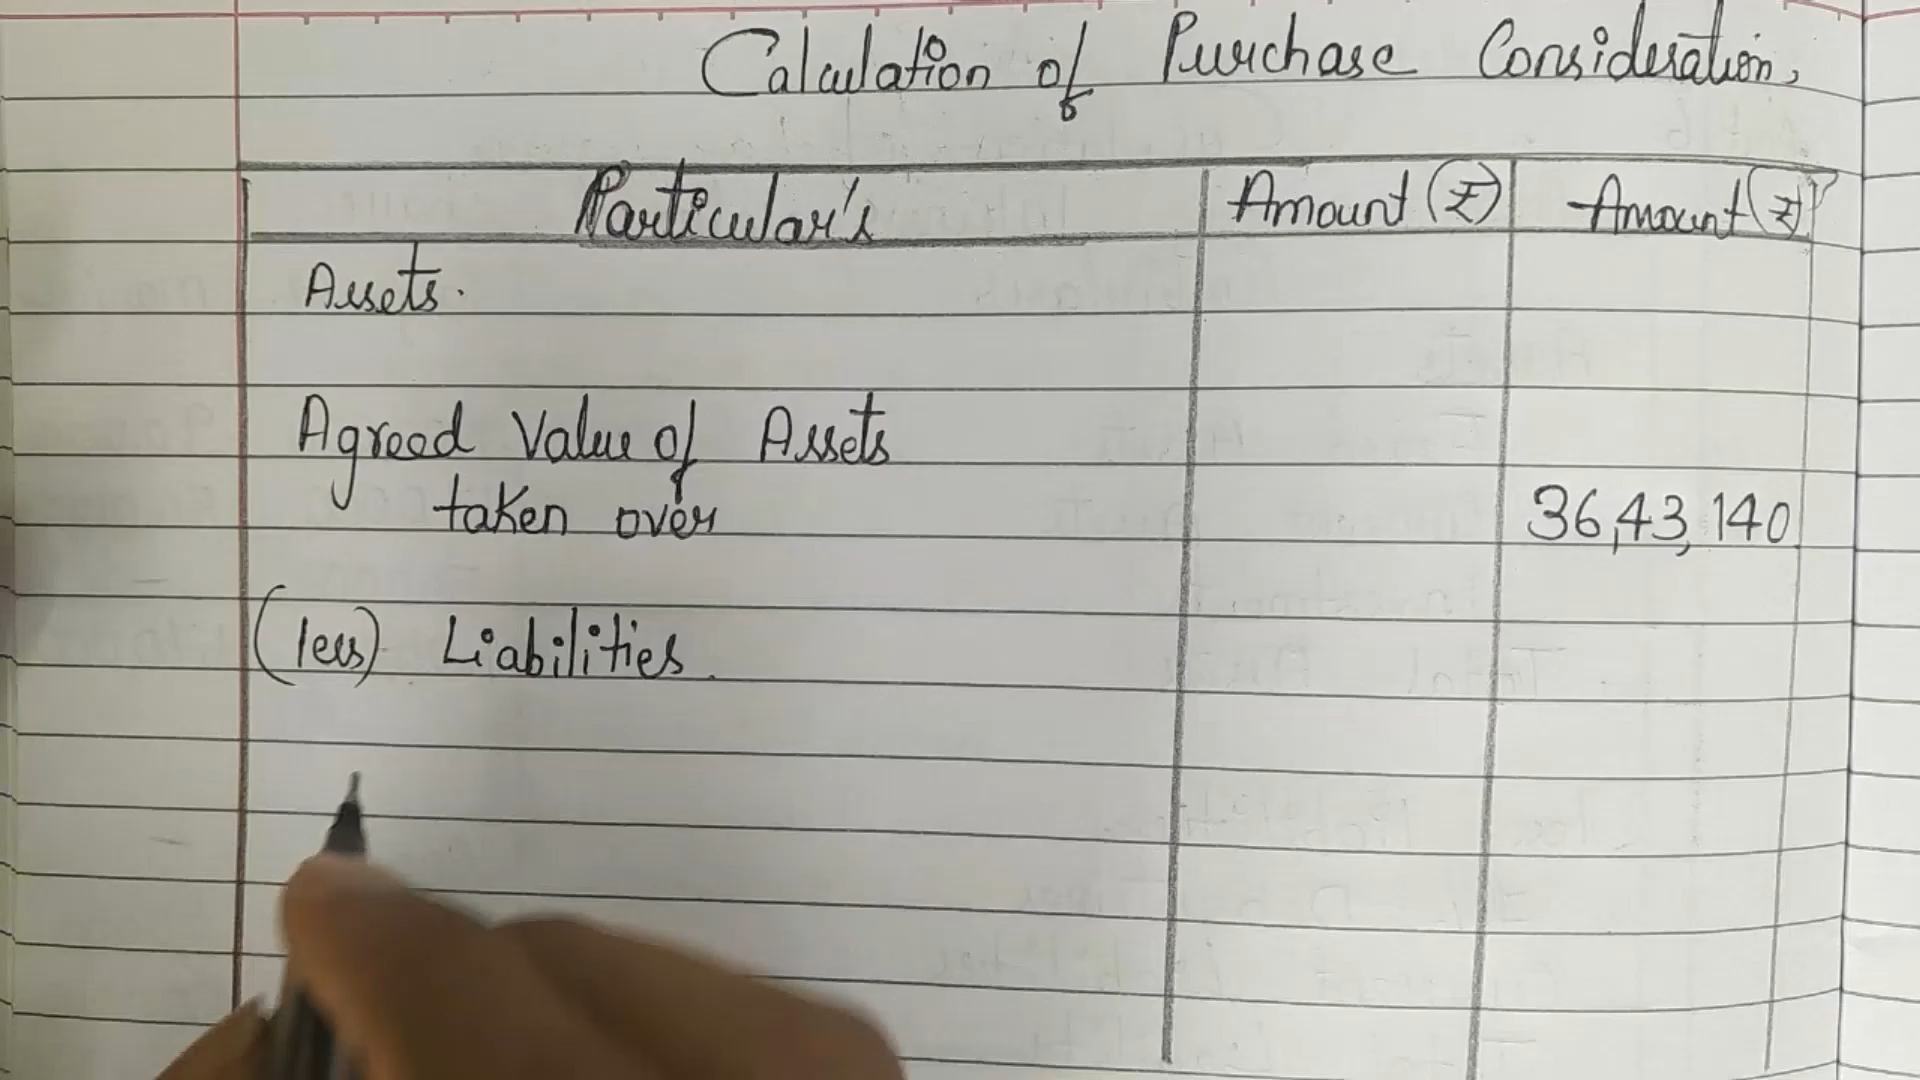 Calculation of Purchase Consideration,
Particular's Amount (₹) Amount (₹)
Assets.
Agreed Value of Assets
taken over 36,43,140
(less) Liabilities.